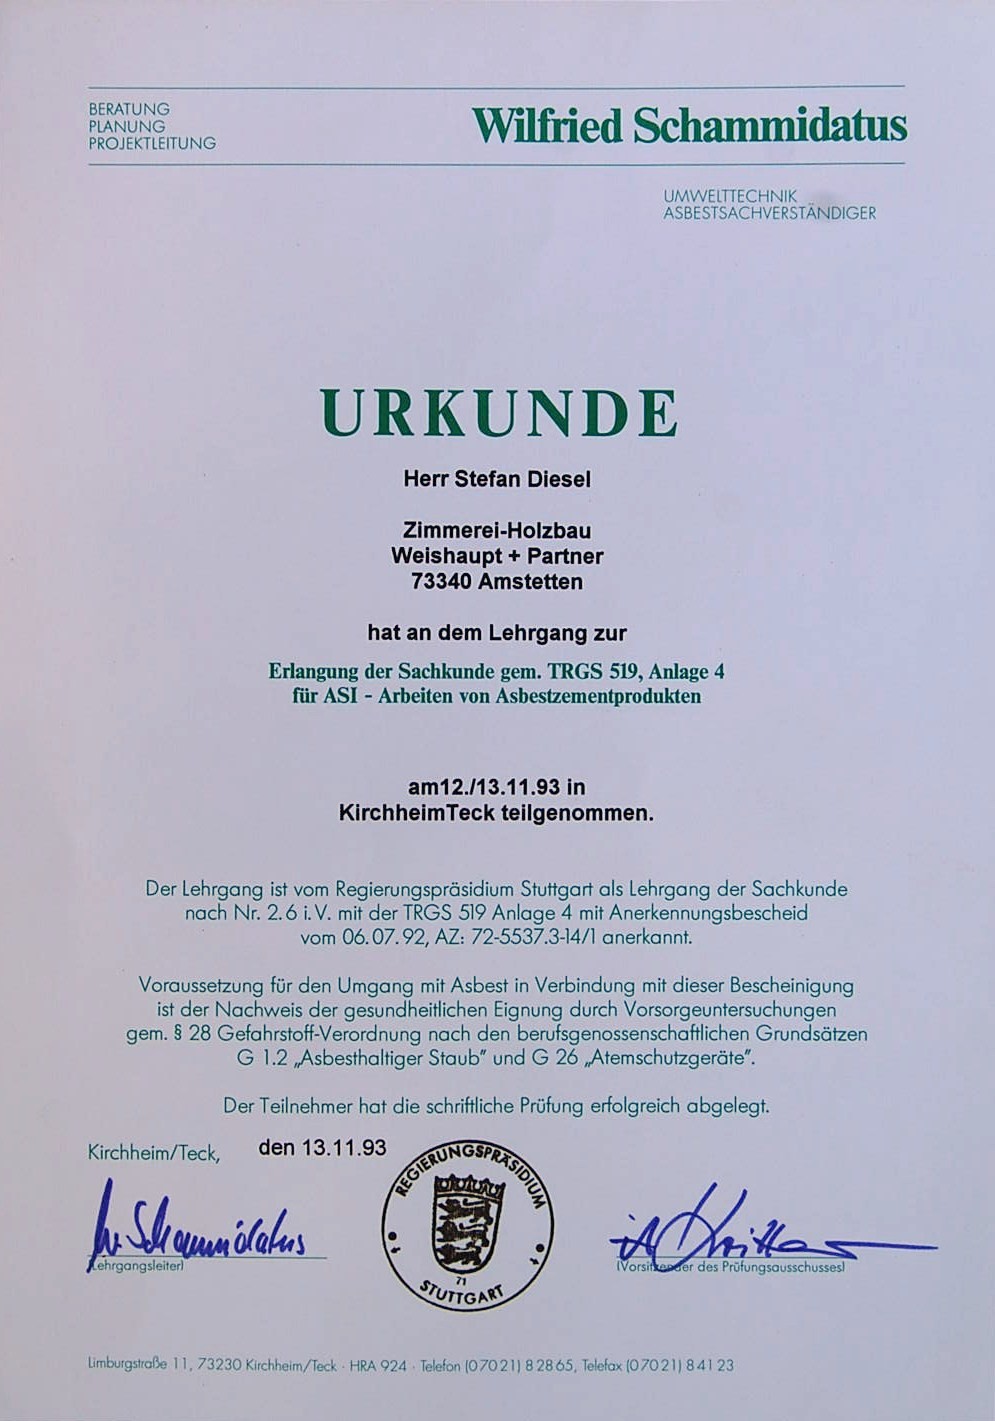 BERATUNG
PLANUNG
PROJEKTLEITUNG
Wilfried Schammidatus
UMWELTTECHNIK
ASBESTSACHVERSTÄNDIGER
URKUNDE
Herr Stefan Diesel
Zimmerei-Holzbau
Weishaupt + Partner
73340 Amstetten
hat an dem Lehrgang zur
Erlangung der Sachkunde gem. TRGS 519, Anlage 4
für ASI - Arbeiten von Asbestzementprodukten
am12./13.11.93 in
KirchheimTeck teilgenommen.
Der Lehrgang ist vom Regierungspräsidium Stuttgart als Lehrgang der Sachkunde
nach Nr. 2.6 i.V. mit der TRGS 519 Anlage 4 mit Anerkennungsbescheid
vom 06.07.92, AZ: 72-5537.3-14/1 anerkannt.
Voraussetzung für den Umgang mit Asbest in Verbindung mit dieser Bescheinigung
ist der Nachweis der gesundheitlichen Eignung durch Vorsorgeuntersuchungen
gem. § 28 Gefahrstoff-Verordnung nach den berufsgenossenschaftlichen Grundsätzen
G 1.2 „Asbesthaltiger Staub" und G 26 „Atemschutzgeräte".
Der Teilnehmer hat die schriftliche Prüfung erfolgreich abgelegt.
Kirchheim/Teck, den 13.11.93
REGIERUNGSPRÄSIDIUM
71
STUTTGART
W. Schammidatus
(Lehrgangsleiter)
(Vorsitzender des Prüfungsausschusses)
Limburgstraße 11, 73230 Kirchheim/Teck · HRA 924 · Telefon (07021) 82865, Telefax (07021) 84123